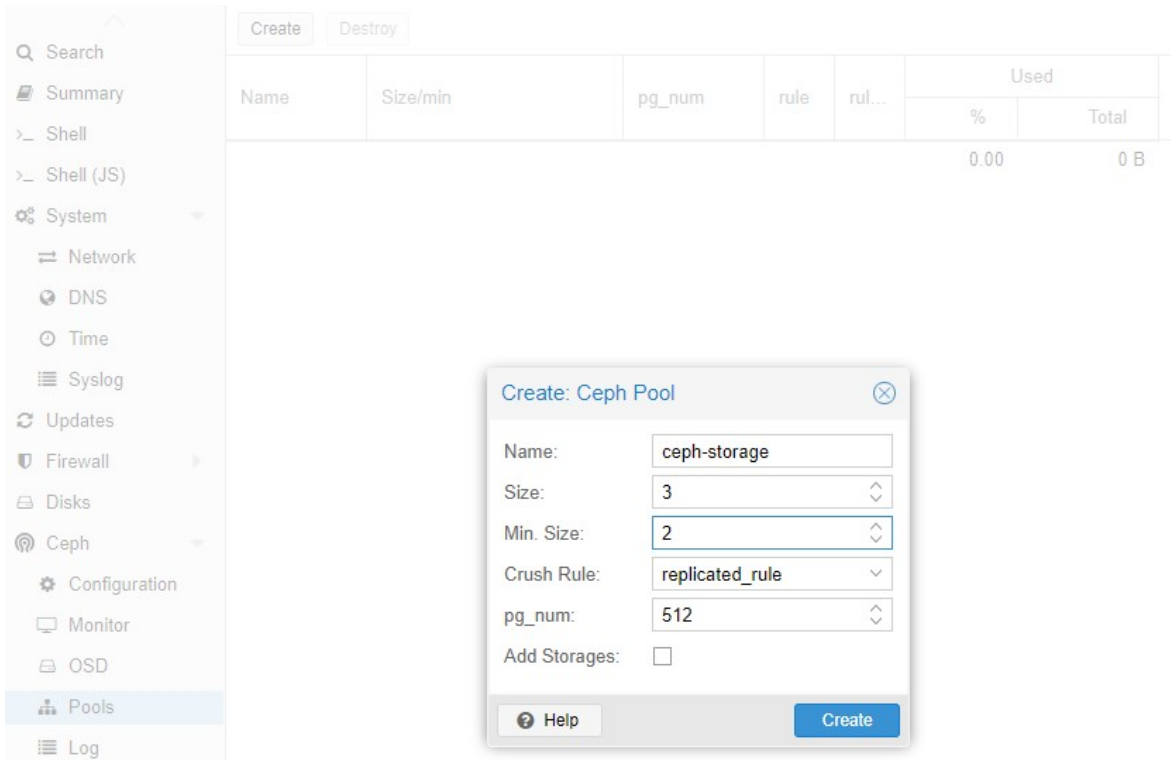 Search
Summary
>_ Shell
>_ Shell (JS)
System
Network
DNS
Time
Syslog
Updates
Firewall
Disks
Ceph
Configuration
Monitor
OSD
Pools
Log
Create Destroy
Name Size/min pg_num rule rul... Used
% Total
0.00 0 B
Create: Ceph Pool
Name: ceph-storage
Size: 3
Min. Size: 2
Crush Rule: replicated_rule
pg_num: 512
Add Storages:
Help Create